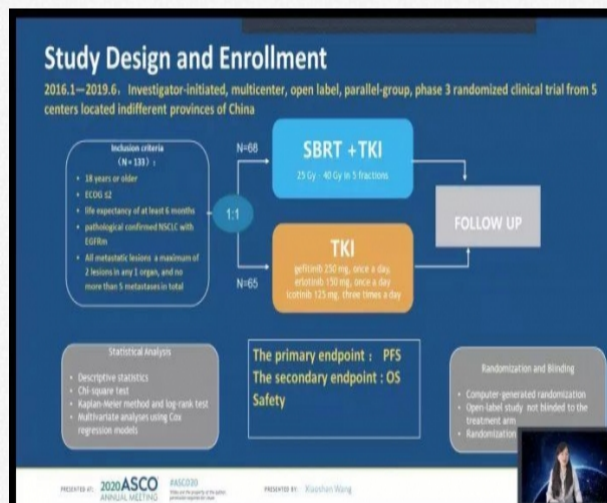 Study Design and Enrollment
2016.1—2019.6， Investigator-initiated, multicenter, open label, parallel-group, phase 3 randomized clinical trial from 5
centers located indifferent provinces of China
Inclusion criteria
(N = 133) :
• 18 years or older
• ECOG ≤2
• life expectancy of at least 6 months
• pathological confirmed NSCLC with
EGFRm
• All metastatic lesions a maximum of
2 lesions in any 1 organ, and no
more than 5 metastases in total
1:1
N=68
SBRT +TKI
25 Gy - 40 Gy in 5 fractions
N=65
TKI
gefitinib 250 mg, once a day,
erlotinib 150 mg, once a day
Icotinib 125 mg, three times a day
FOLLOW UP
Statistical Analysis
• Descriptive statistics
• Chi-square test
• Kaplan-Meier method and log-rank test
• Multivariate analyses using Cox
regression models
The primary endpoint： PFS
The secondary endpoint : OS
Safety
Randomization and Blinding
• Computer-generated randomization
• Open-label study not blinded to the
treatment arm
• Randomization
PRESENTED AT: 2020ASCO
ANNUAL MEETING
#ASCO20
PRESENTED BY: Xiaoshan Wang